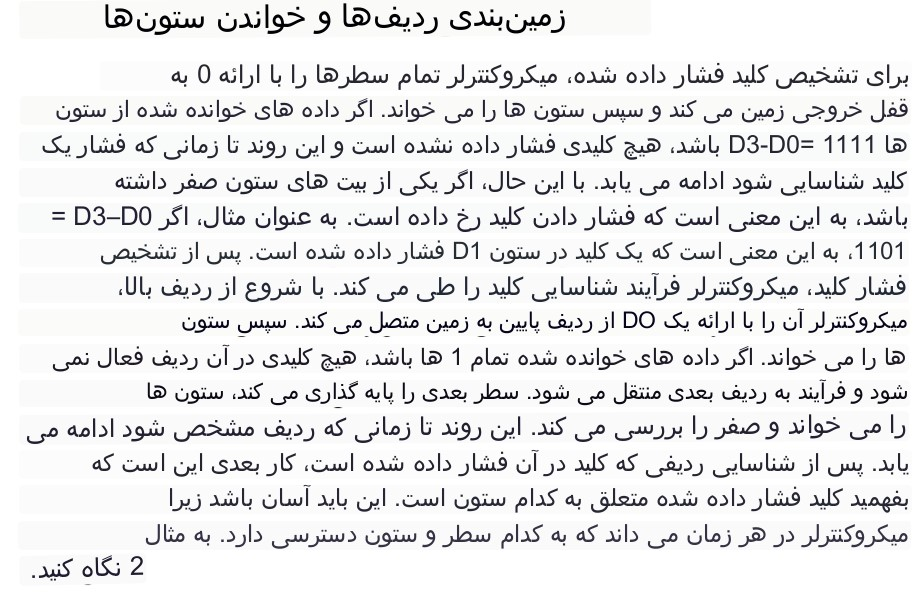 زمین‌بندی ردیف‌ها و خواندن ستون‌ها
برای تشخیص کلید فشار داده شده، میکروکنترلر تمام سطرها را با ارائه 0 به
قفل خروجی زمین می کند و سپس ستون ها را می خواند. اگر داده های خوانده شده از ستون
ها D3-D0= 1111 باشد، هیچ کلیدی فشار داده نشده است و این روند تا زمانی که فشار یک
کلید شناسایی شود ادامه می یابد. با این حال، اگر یکی از بیت های ستون صفر داشته
باشد، به این معنی است که فشار دادن کلید رخ داده است. به عنوان مثال، اگر D3–D0 =
1101، به این معنی است که یک کلید در ستون D1 فشار داده شده است. پس از تشخیص
فشار کلید، میکروکنترلر فرآیند شناسایی کلید را طی می کند. با شروع از ردیف بالا،
میکروکنترلر آن را با ارائه یک DO از ردیف پایین به زمین متصل می کند. سپس ستون
ها را می خواند. اگر داده های خوانده شده تمام 1 ها باشد، هیچ کلیدی در آن ردیف فعال نمی
شود و فرآیند به ردیف بعدی منتقل می شود. سطر بعدی را پایه گذاری می کند، ستون ها
را می خواند و صفر را بررسی می کند. این روند تا زمانی که ردیف مشخص شود ادامه می
یابد. پس از شناسایی ردیفی که کلید در آن فشار داده شده است، کار بعدی این است که
بفهمید کلید فشار داده شده متعلق به کدام ستون است. این باید آسان باشد زیرا
میکروکنترلر در هر زمان می داند که به کدام سطر و ستون دسترسی دارد. به مثال
2 نگاه کنید.